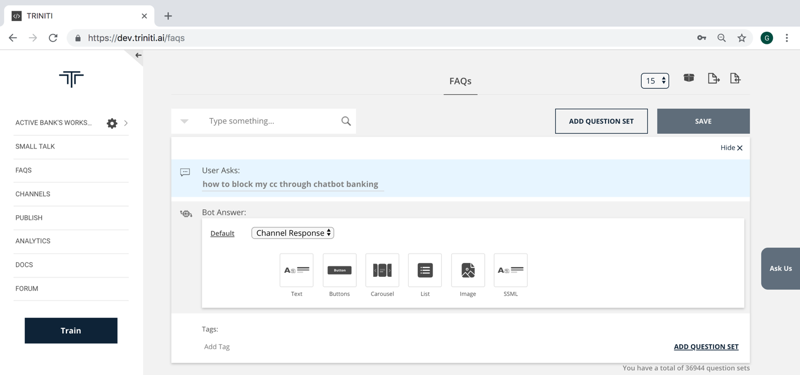 TRINITI
https://dev.triniti.ai/faqs
G
FAQs
15
ACTIVE BANK'S WORKS...
SMALL TALK
FAQS
CHANNELS
PUBLISH
ANALYTICS
DOCS
FORUM
Train
Type something...
ADD QUESTION SET
SAVE
Hide
User Asks:
how to block my cc through chatbot banking
Bot Answer:
Default
Channel Response
Button
Text
Buttons
Carousel
List
Image
SSML
Tags:
Add Tag
ADD QUESTION SET
You have a total of 36944 question sets
Ask Us